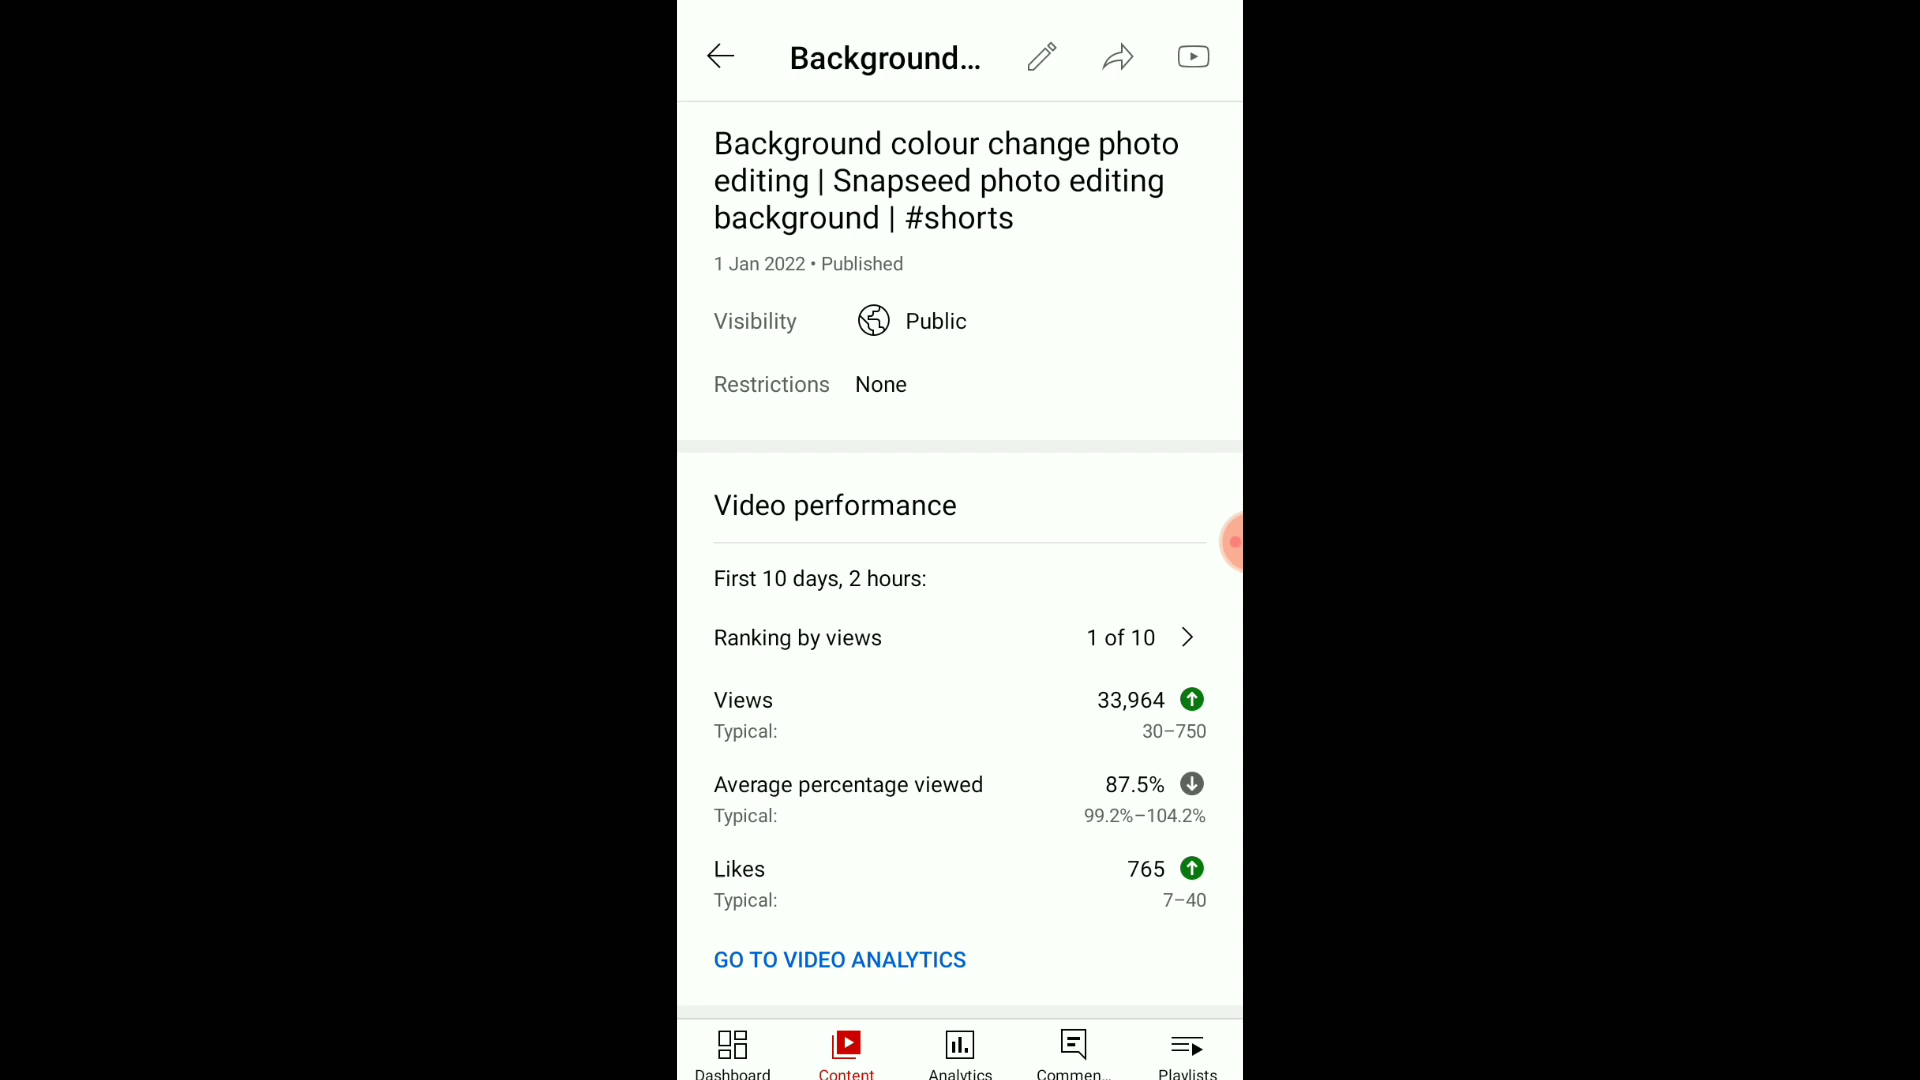 Background...
Background colour change photo
editing | Snapseed photo editing
background | #shorts
1 Jan 2022 • Published
Visibility Public
Restrictions None
Video performance
First 10 days, 2 hours:
Ranking by views 1 of 10
Views 33,964
Typical: 30–750
Average percentage viewed 87.5%
Typical: 99.2%–104.2%
Likes 765
Typical: 7–40
GO TO VIDEO ANALYTICS
Dashboard Content Analytics Commen... Playlists